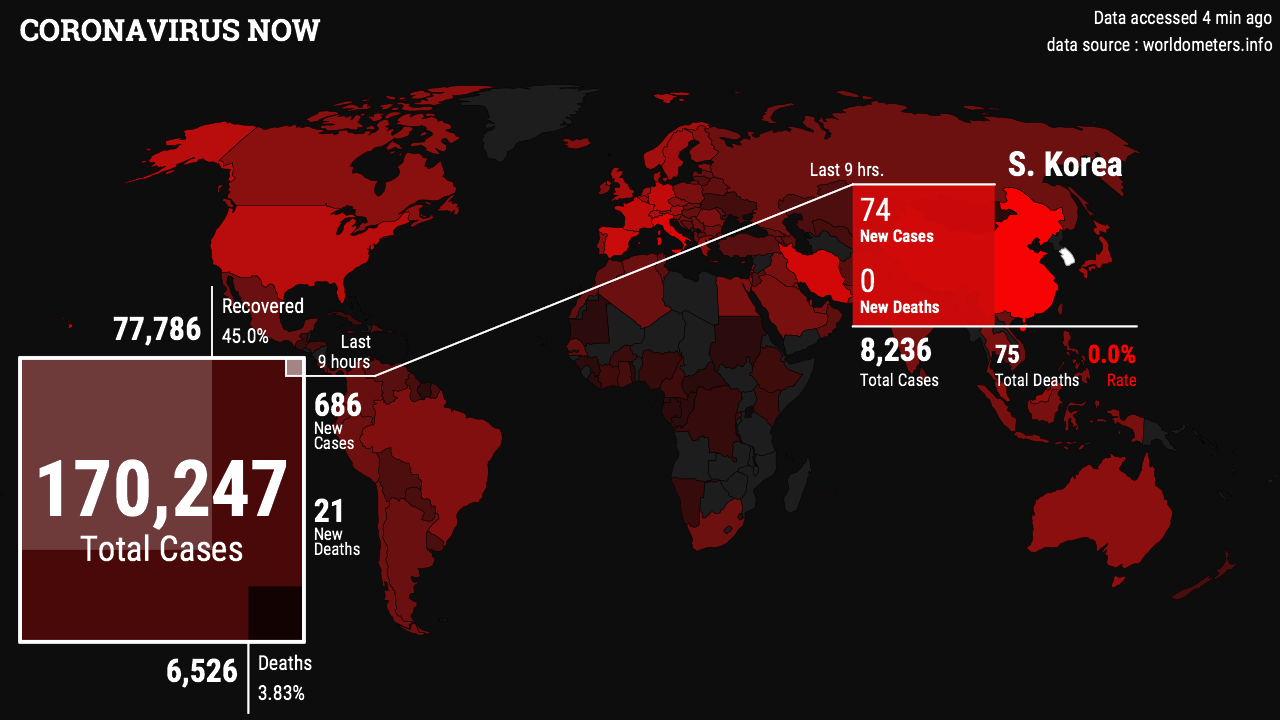 CORONAVIRUS NOW
Data accessed 4 min ago
data source : worldometers.info
S. Korea
Last 9 hrs.
74
New Cases
0
New Deaths
8,236
Total Cases
75
Total Deaths
0.0%
Rate
77,786
Recovered
45.0%
Last
9 hours
686
New
Cases
21
New
Deaths
170,247
Total Cases
6,526
Deaths
3.83%